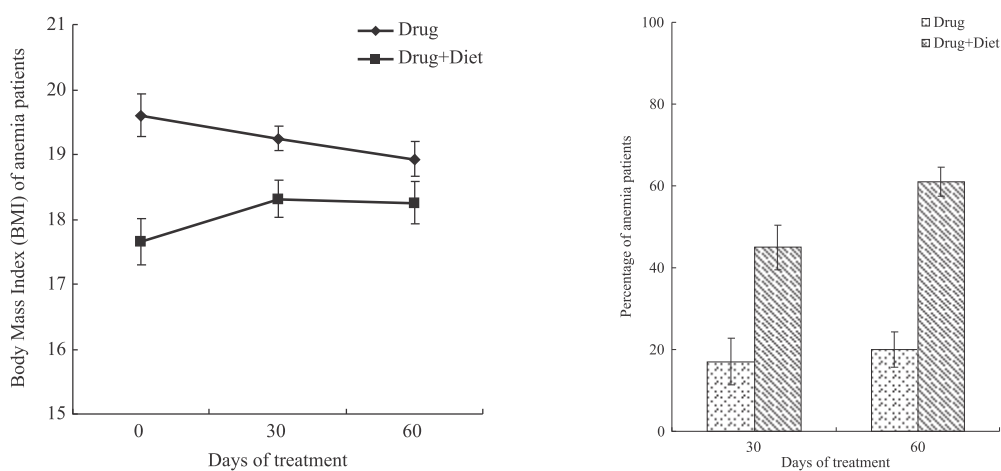 21
20
19
18
17
16
15
Body Mass Index (BMI) of anemia patients
Drug
Drug+Diet
0 30 60
Days of treatment
100
80
60
40
20
0
Percentage of anemia patients
Drug
Drug+Diet
30 60
Days of treatment